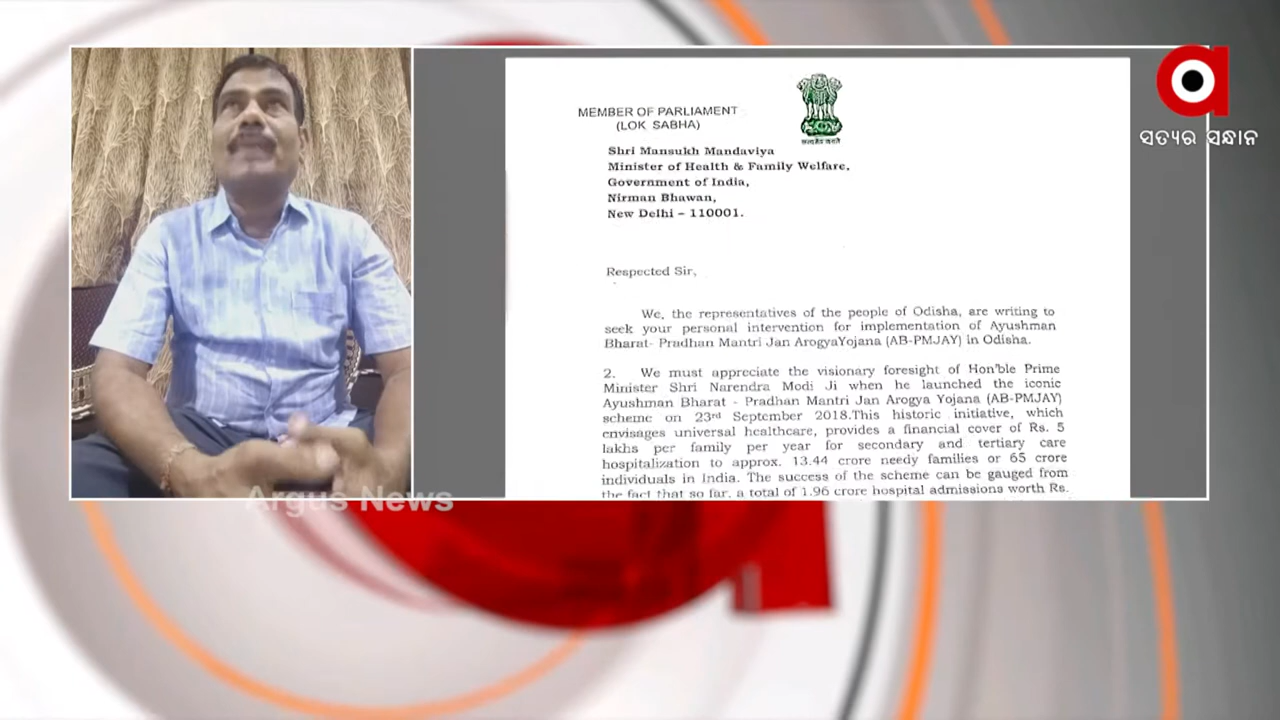 MEMBER OF PARLIAMENT
(LOK SABHA)
सत्यमेव जयते
Shri Mansukh Mandaviya
Minister of Health & Family Welfare,
Government of India,
Nirman Bhawan,
New Delhi – 110001.
Respected Sir,
We, the representatives of the people of Odisha, are writing to
seek your personal intervention for implementation of Ayushman
Bharat- Pradhan Mantri Jan ArogyaYojana (AB-PMJAY) in Odisha.
2. We must appreciate the visionary foresight of Hon'ble Prime
Minister Shri Narendra Modi Ji when he launched the iconic
Ayushman Bharat - Pradhan Mantri Jan Arogya Yojana (AB-PMJAY)
scheme on 23rd September 2018.This historic initiative, which
envisages universal healthcare, provides a financial cover of Rs. 5
lakhs per family per year for secondary and tertiary care
hospitalization to approx. 13.44 crore needy families or 65 crore
individuals in India. The success of the scheme can be gauged from
the fact that so far, a total of 1.96 crore hospital admissions worth Rs.
ସତ୍ୟର ସନ୍ଧାନ
Argus News